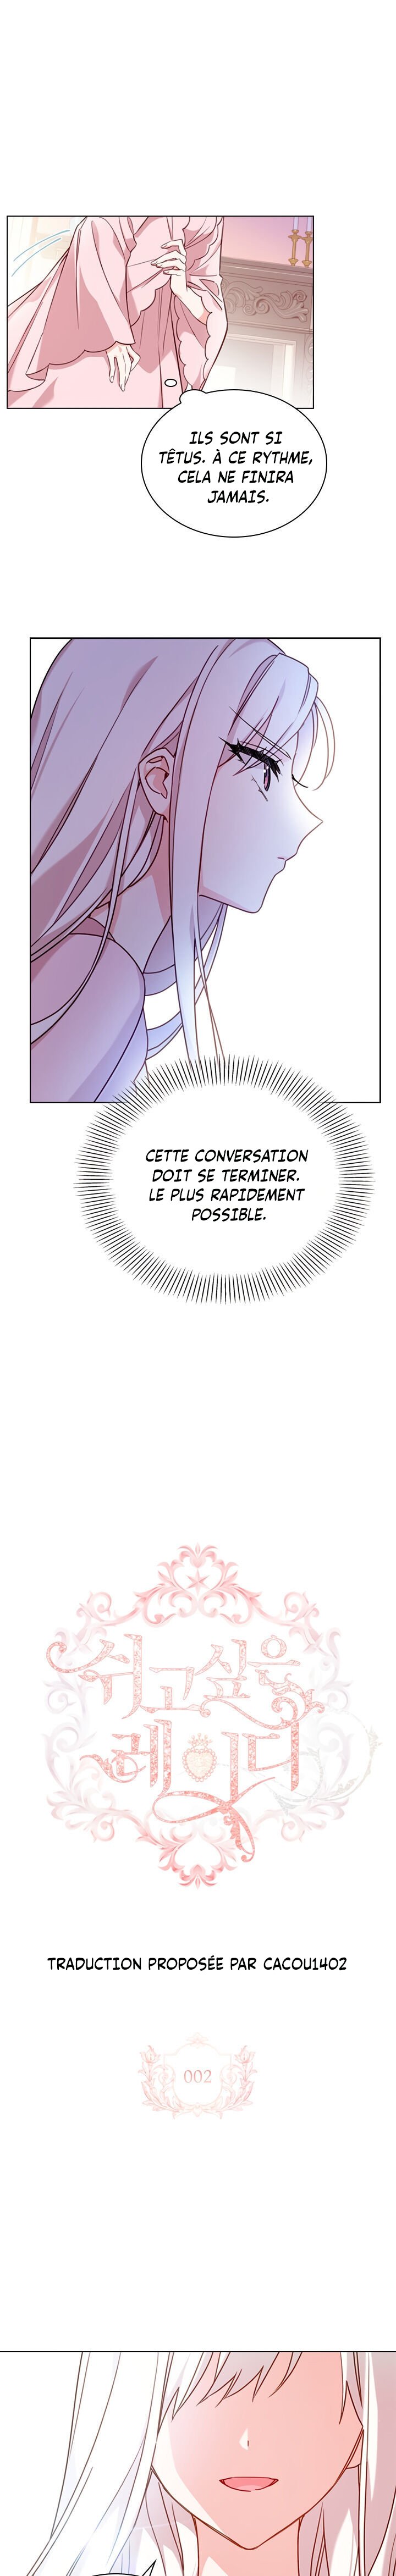 ILS SONT SI
TÊTUS. À CE RYTHME,
CELA NE FINIRA
JAMAIS.
CETTE CONVERSATION
DOIT SE TERMINER.
LE PLUS RAPIDEMENT
POSSIBLE.
쉬고 싶은
레이디
TRADUCTION PROPOSÉE PAR CACOU1402
002